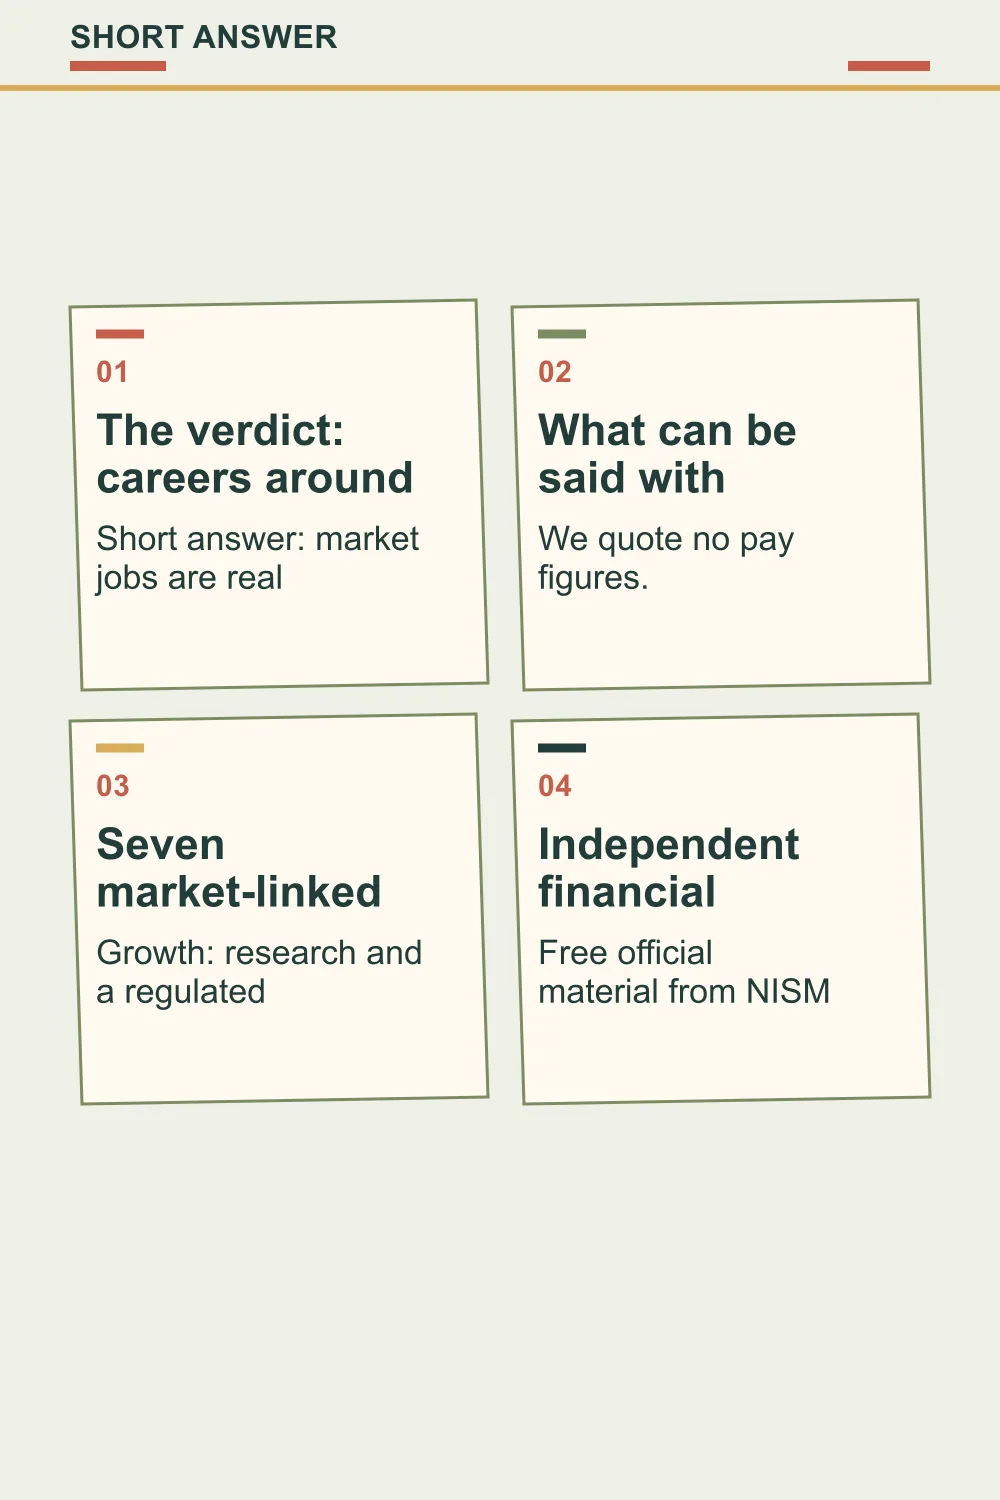 SHORT ANSWER
01
The verdict:
careers around
Short answer: market
jobs are real
02
What can be
said with
We quote no pay
figures.
03
Seven
market-linked
Growth: research and
a regulated
04
Independent
financial
Free official
material from NISM